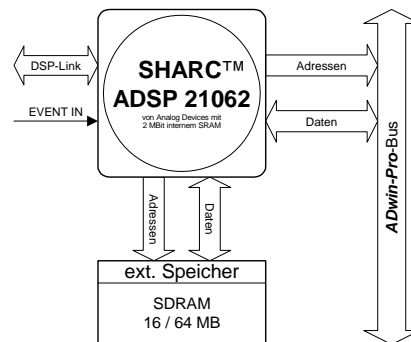 DSP-Link
EVENT IN
SHARC™
ADSP 21062
von Analog Devices mit
2 MBit internem SRAM
Adressen
Daten
ADwin-Pro-Bus
Adressen
Daten
ext. Speicher
SDRAM
16 / 64 MB